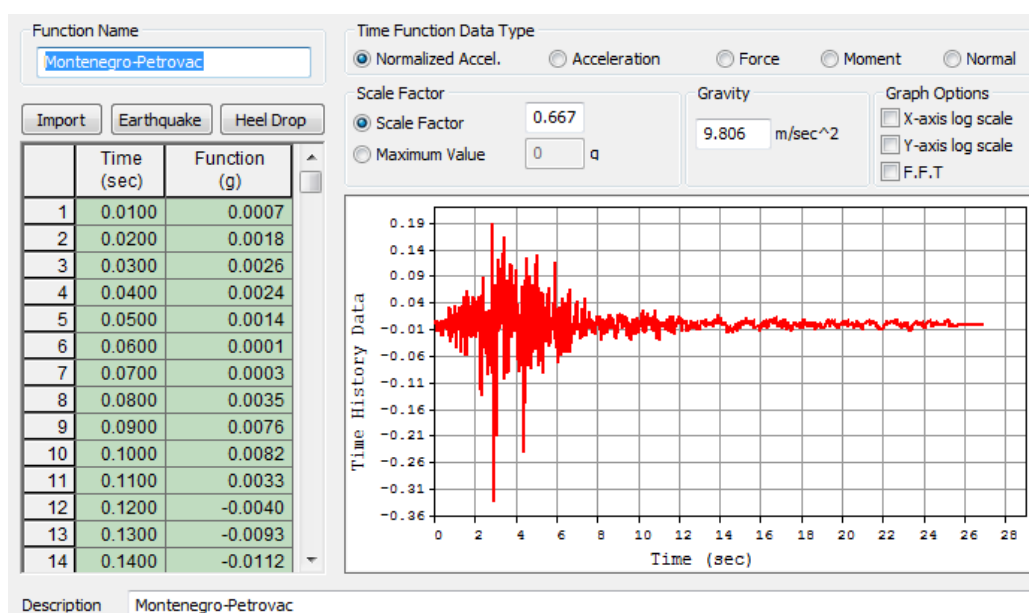 Function Name
Montenegro-Petrovac
Import Earthquake Heel Drop
Time Function
(sec) (g)
1 0.0100 0.0007
2 0.0200 0.0018
3 0.0300 0.0026
4 0.0400 0.0024
5 0.0500 0.0014
6 0.0600 0.0001
7 0.0700 0.0003
8 0.0800 0.0035
9 0.0900 0.0076
10 0.1000 0.0082
11 0.1100 0.0033
12 0.1200 -0.0040
13 0.1300 -0.0093
14 0.1400 -0.0112
Time Function Data Type
Normalized Accel. Acceleration Force Moment Normal
Scale Factor
Scale Factor 0.667
Maximum Value 0 g
Gravity
9.806 m/sec^2
Graph Options
X-axis log scale
Y-axis log scale
F.F.T
Time History Data
0.19
0.14
0.09
0.04
-0.01
-0.06
-0.11
-0.16
-0.21
-0.26
-0.31
-0.36
0 2 4 6 8 10 12 14 16 18 20 22 24 26 28
Time (sec)
Description Montenegro-Petrovac